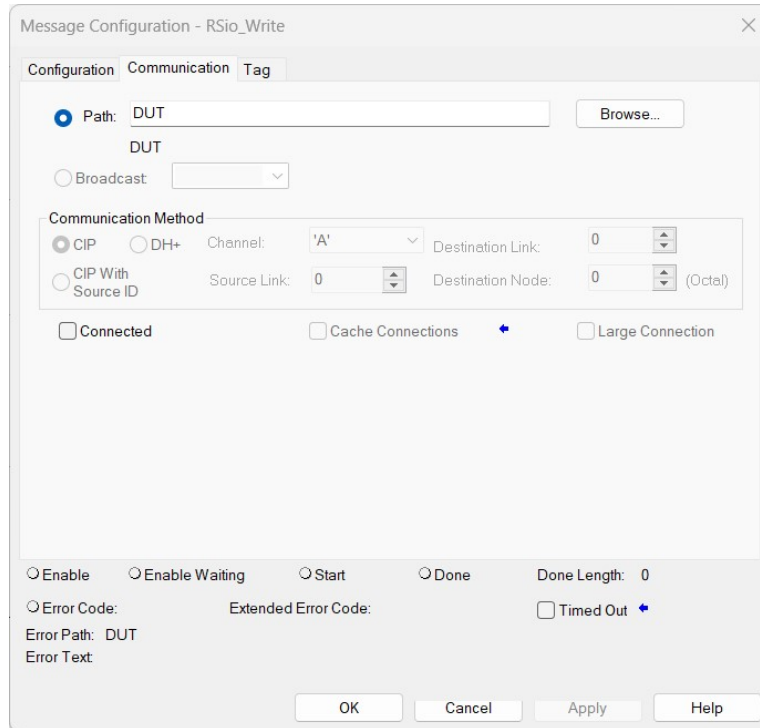 Message Configuration - RSio_Write
Configuration Communication Tag
Path: DUT Browse...
DUT
Broadcast:
Communication Method
CIP DH+ Channel: 'A' Destination Link: 0
CIP With Source ID Source Link: 0 Destination Node: 0 (Octal)
Connected Cache Connections Large Connection
Enable Enable Waiting Start Done Done Length: 0
Error Code: Extended Error Code: Timed Out
Error Path: DUT
Error Text:
OK Cancel Apply Help